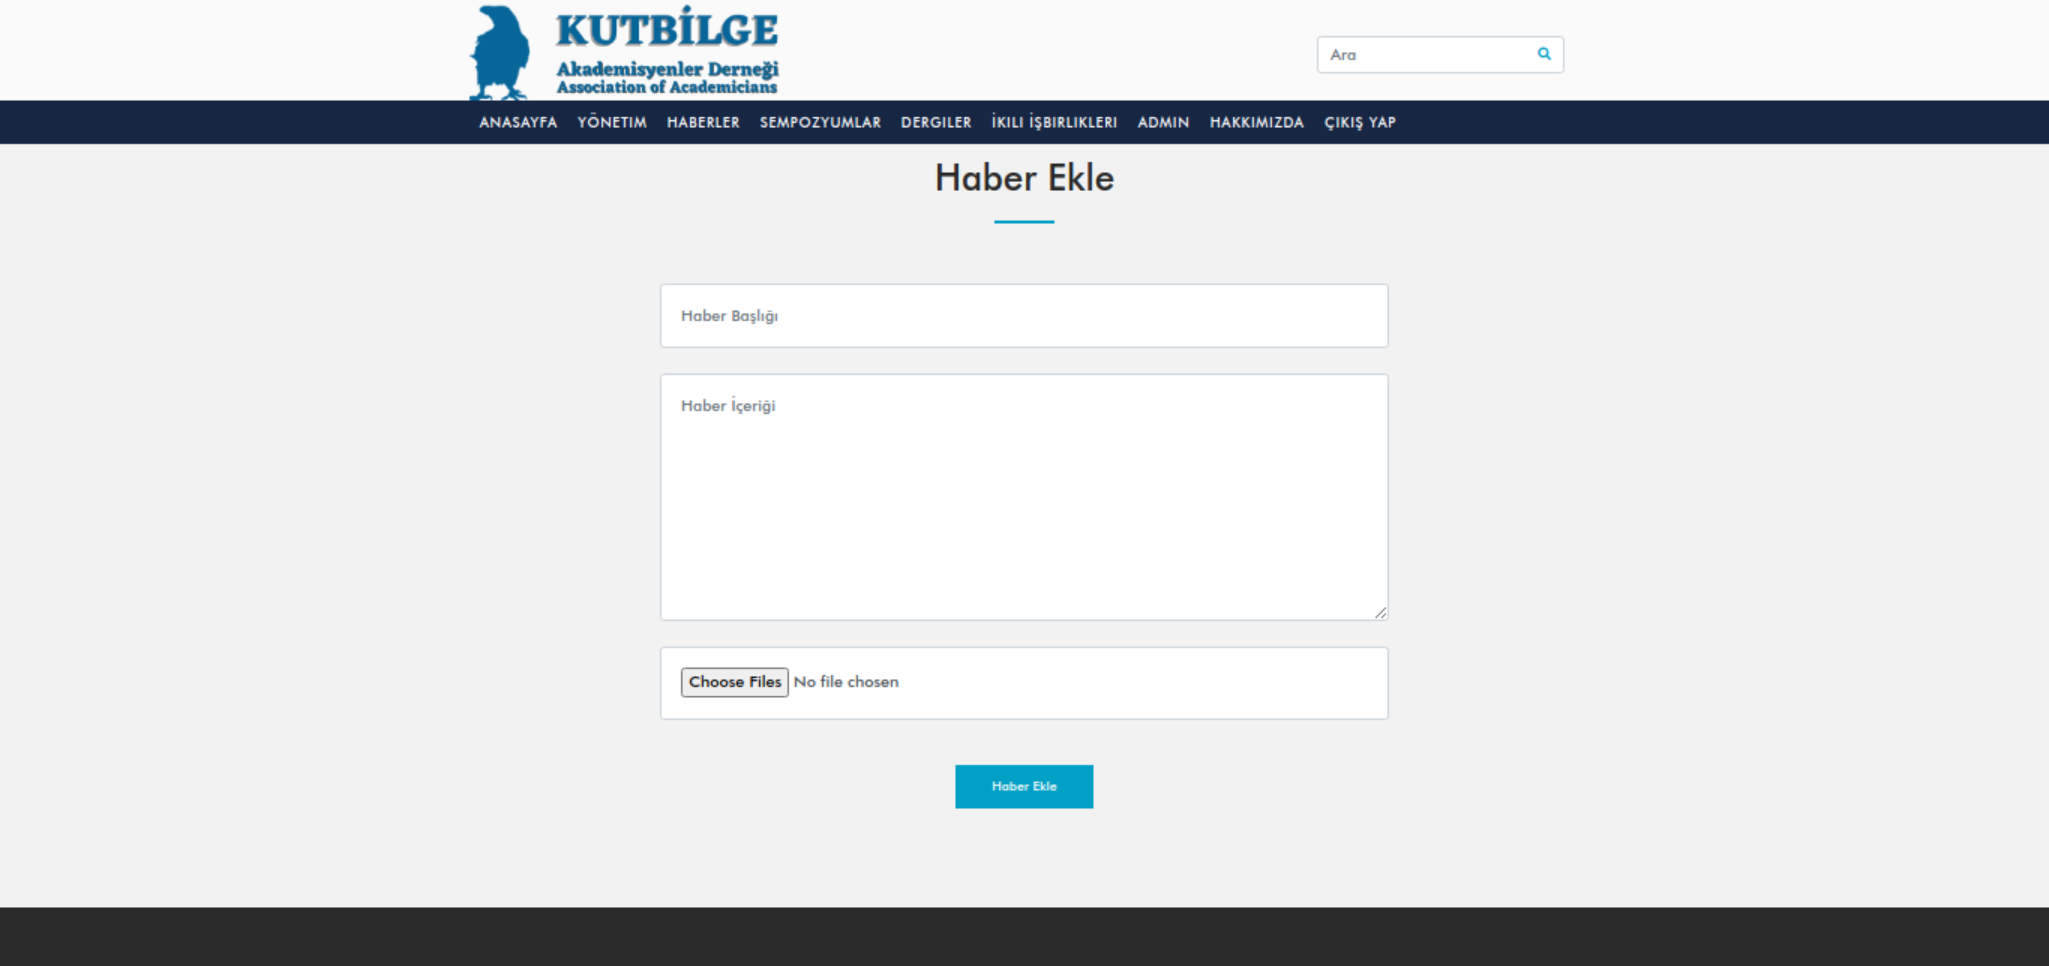 KUTBİLGE
Akademisyenler Derneği
Association of Academicians
Ara
ANASAYFA YÖNETIM HABERLER SEMPOZYUMLAR DERGILER İKILI İŞBIRLIKLERI ADMIN HAKKIMIZDA ÇIKIŞ YAP
Haber Ekle
Haber Başlığı
Haber İçeriği
Choose Files No file chosen
Haber Ekle